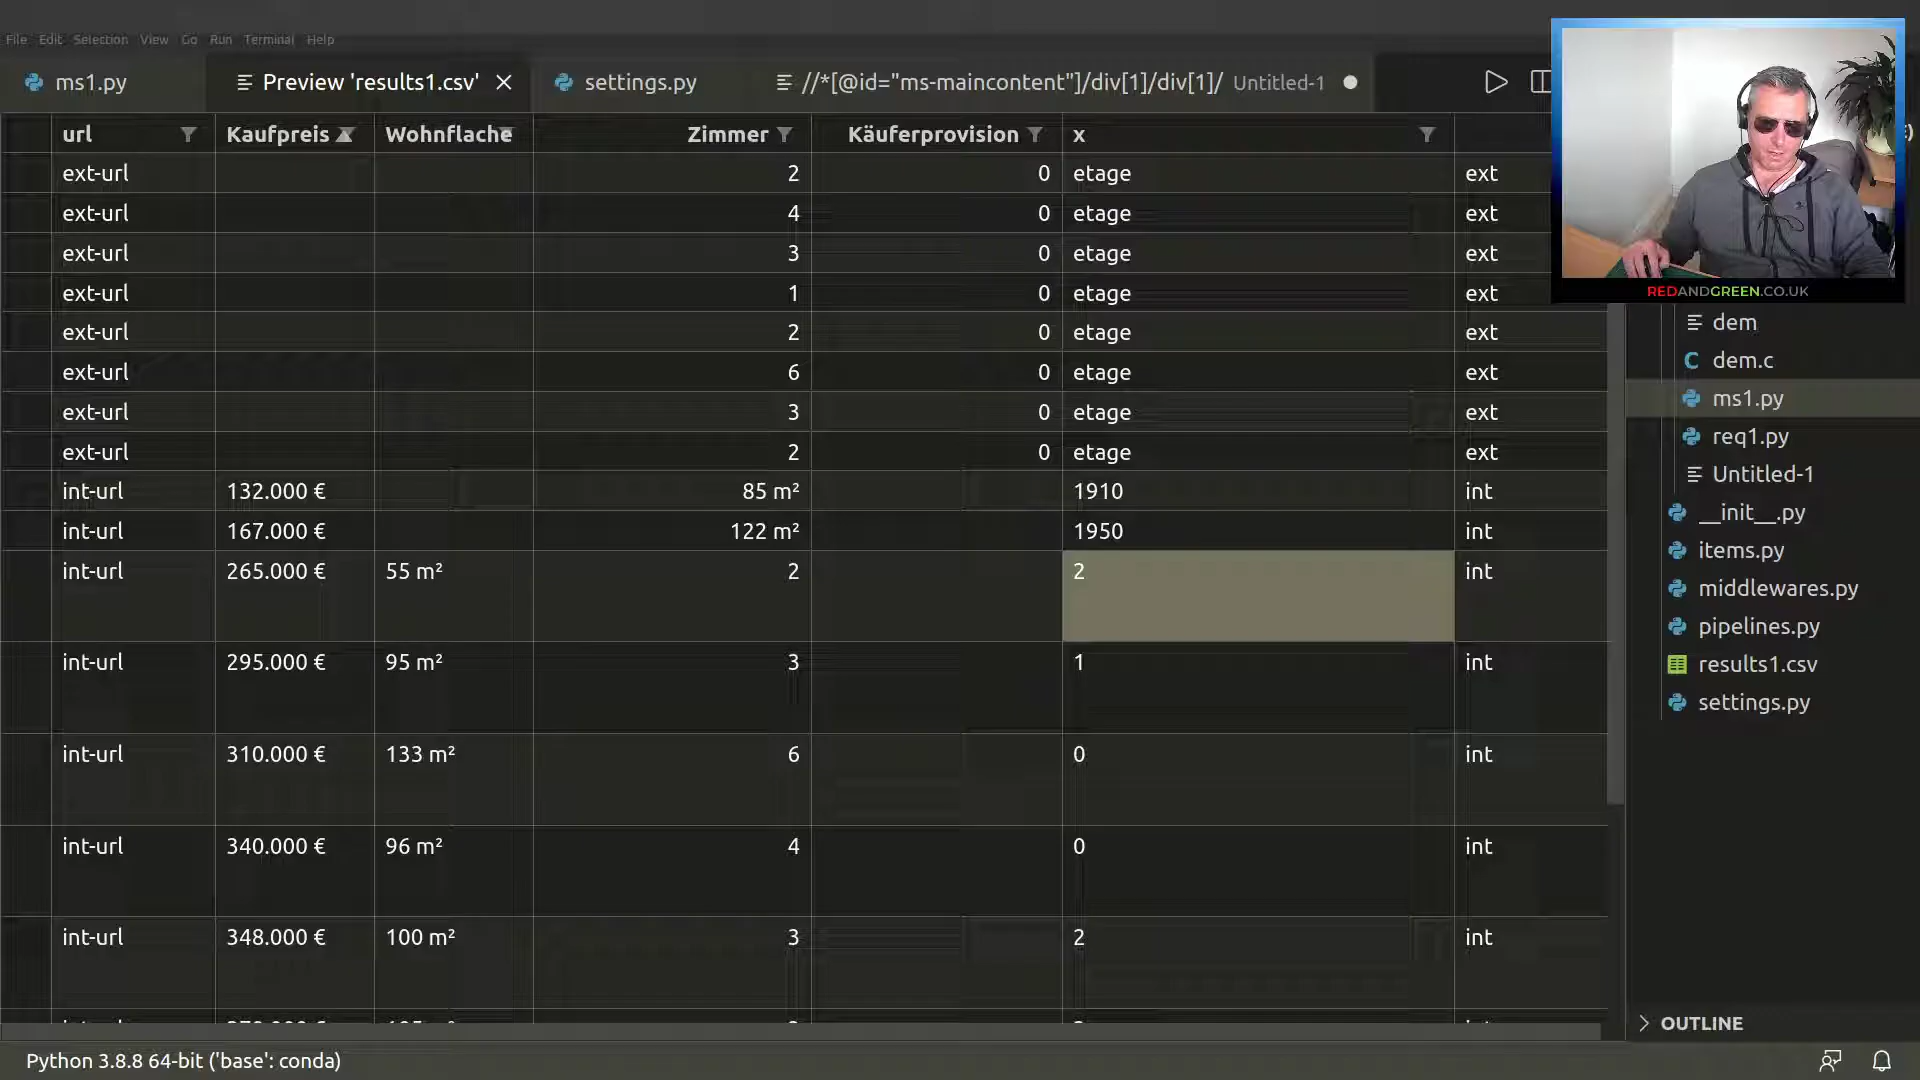 File Edit Selection View Go Run Terminal Help
ms1.py Preview 'results1.csv' settings.py //*[@id="ms-maincontent"]/div[1]/div[1]/ Untitled-1
url Kaufpreis Wohnflache Zimmer Käuferprovision x
ext-url 2 0 etage ext
ext-url 4 0 etage ext
ext-url 3 0 etage ext
ext-url 1 0 etage ext
ext-url 2 0 etage ext
ext-url 6 0 etage ext
ext-url 3 0 etage ext
ext-url 2 0 etage ext
int-url 132.000 € 85 m² 1910 int
int-url 167.000 € 122 m² 1950 int
int-url 265.000 € 55 m² 2 2 int
int-url 295.000 € 95 m² 3 1 int
int-url 310.000 € 133 m² 6 0 int
int-url 340.000 € 96 m² 4 0 int
int-url 348.000 € 100 m² 3 2 int
REDANDGREEN.CO.UK
dem
dem.c
ms1.py
req1.py
Untitled-1
__init__.py
items.py
middlewares.py
pipelines.py
results1.csv
settings.py
OUTLINE
Python 3.8.8 64-bit ('base': conda)